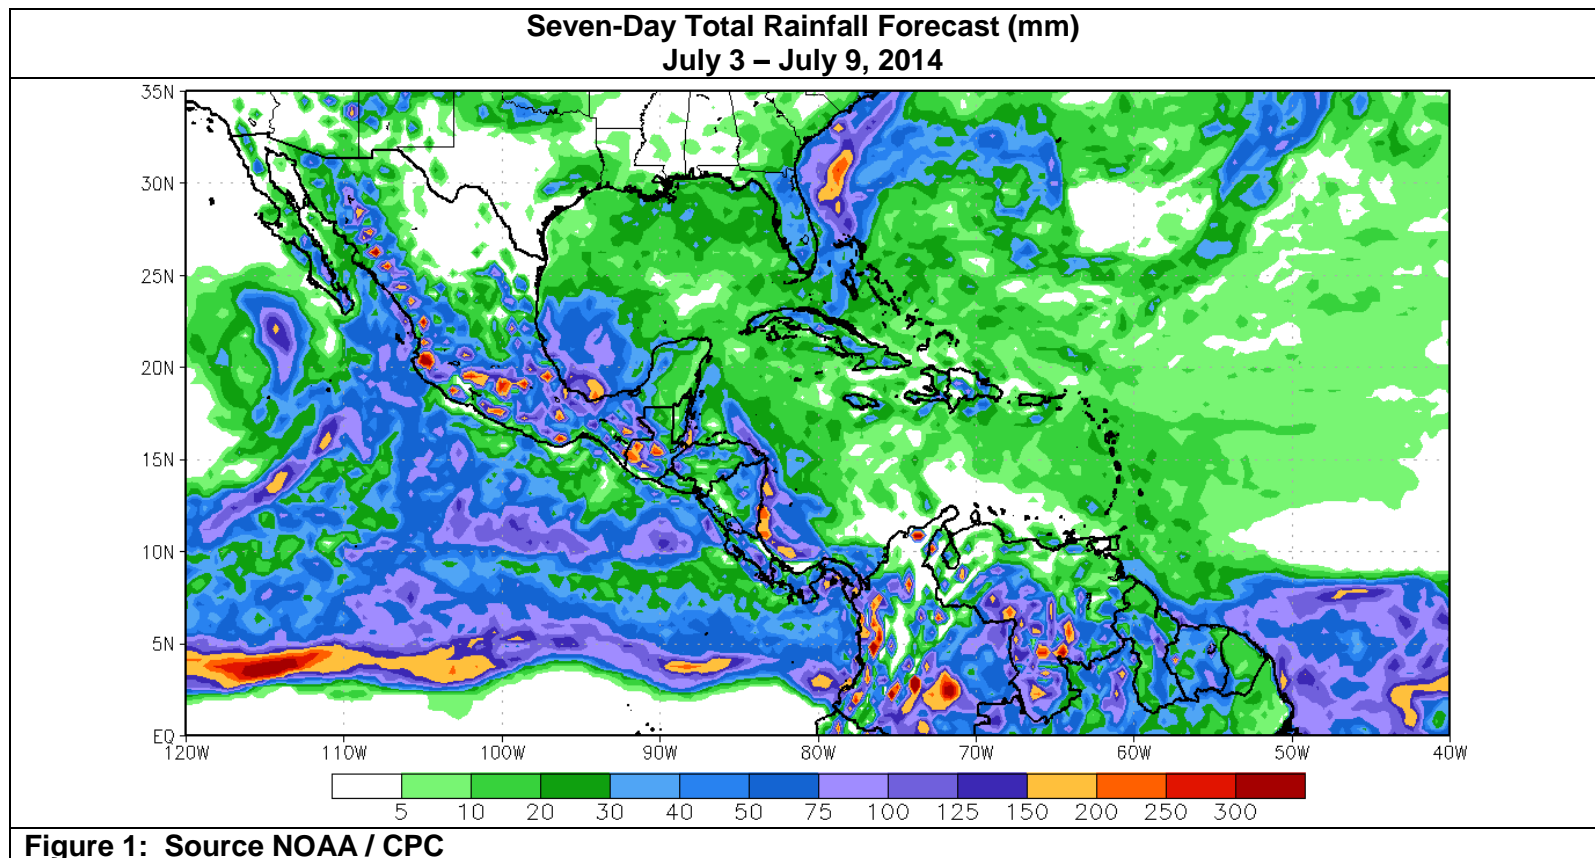 Seven-Day Total Rainfall Forecast (mm)
July 3 – July 9, 2014
35N
30N
25N
20N
15N
10N
5N
EQ
120W 110W 100W 90W 80W 70W 60W 50W 40W
5 10 20 30 40 50 75 100 125 150 200 250 300
Figure 1: Source NOAA / CPC